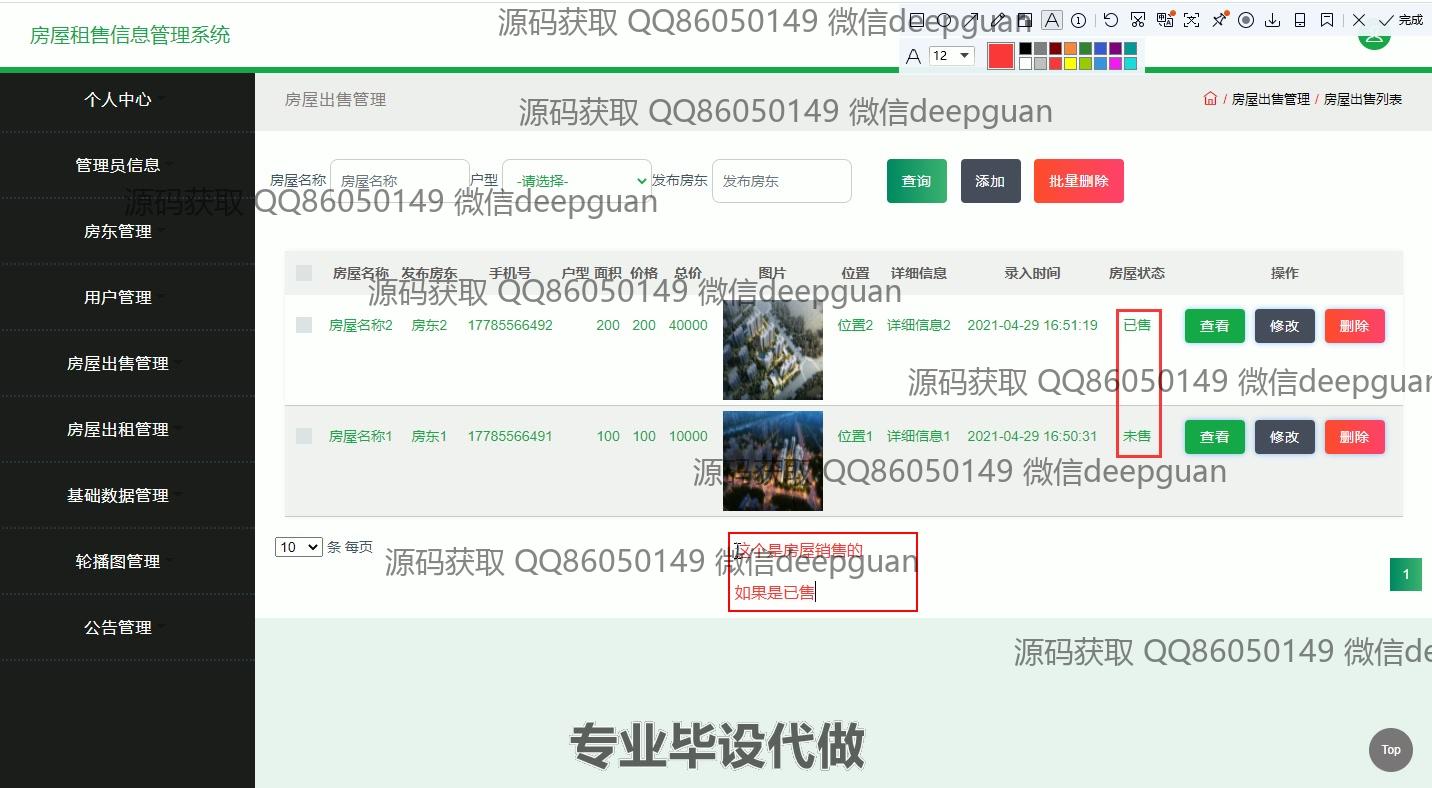 源码获取 QQ86050149 微信deepguan
房屋租售信息管理系统
完成
A 12
个人中心
房屋出售管理
/ 房屋出售管理 / 房屋出售列表
源码获取 QQ86050149 微信deepguan
管理员信息
房屋名称 房屋名称 户型 -请选择- 发布房东 发布房东 查询 添加 批量删除
源码获取 QQ86050149 微信deepguan
房东管理
房屋名称 发布房东 手机号 户型 面积 价格 总价 图片 位置 详细信息 录入时间 房屋状态 操作
源码获取 QQ86050149 微信deepguan
用户管理
房屋名称2 房东2 17785566492 200 200 40000 位置2 详细信息2 2021-04-29 16:51:19 已售 查看 修改 删除
房屋出售管理
源码获取 QQ86050149 微信deepguan
房屋出租管理
房屋名称1 房东1 17785566491 100 100 10000 位置1 详细信息1 2021-04-29 16:50:31 未售 查看 修改 删除
源码获取 QQ86050149 微信deepguan
基础数据管理
10 条 每页
这个是房屋销售的
源码获取 QQ86050149 微信deepguan
轮播图管理
1
如果是已售
公告管理
源码获取 QQ86050149 微信de
专业毕设代做
Top